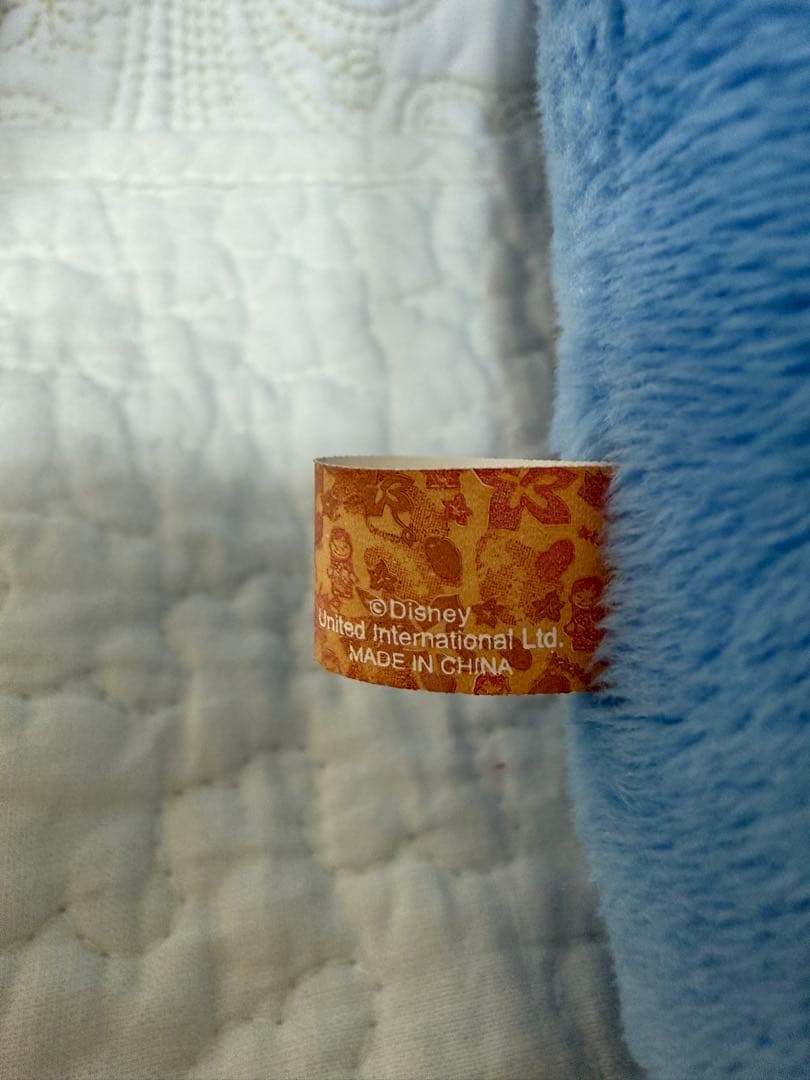 ©Disney
United International Ltd.
MADE IN CHINA